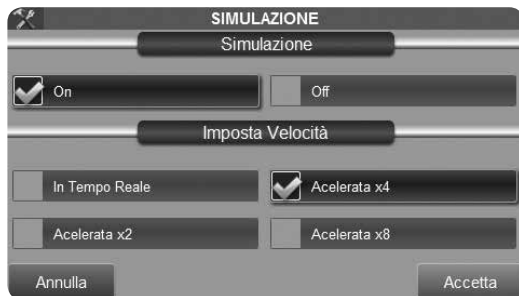 SIMULAZIONE
Simulazione
On Off
Imposta Velocità
In Tempo Reale Acelerata x4
Acelerata x2 Acelerata x8
Annulla Accetta